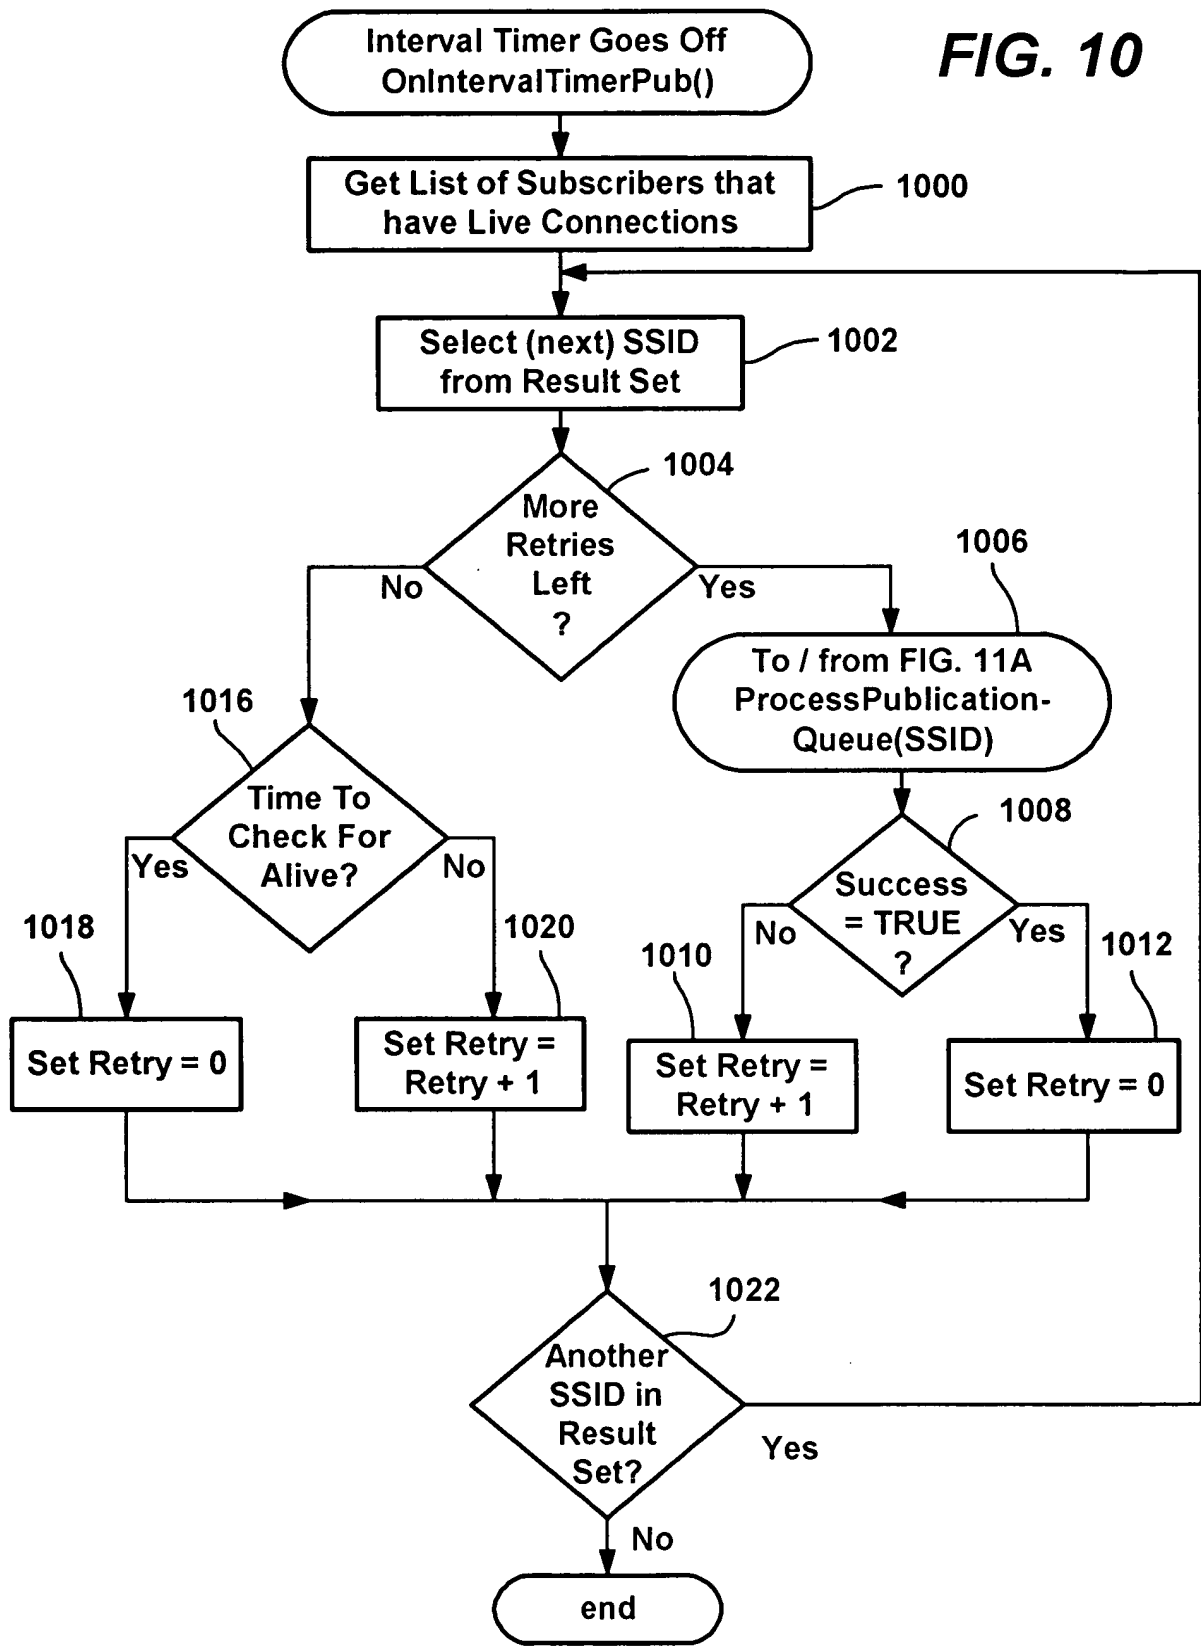 Interval Timer Goes Off
OnIntervalTimerPub()
FIG. 10
Get List of Subscribers that
have Live Connections
1000
Select (next) SSID
from Result Set
1002
1004
More
Retries
Left
?
No
Yes
1006
To / from FIG. 11A
ProcessPublication-
Queue(SSID)
1016
Time To
Check For
Alive?
Yes
No
1008
Success
= TRUE
?
No
Yes
1018
1020
1010
1012
Set Retry = 0
Set Retry =
Retry + 1
Set Retry =
Retry + 1
Set Retry = 0
1022
Another
SSID in
Result
Set?
Yes
No
end